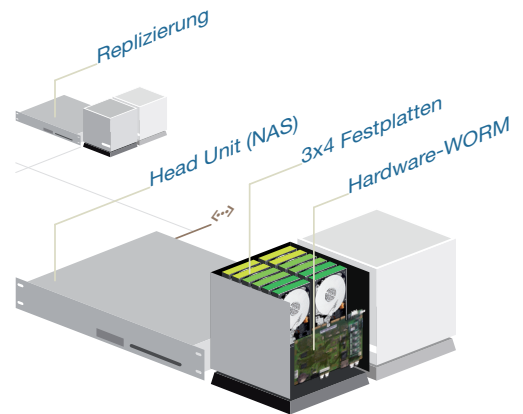 Replizierung
Head Unit (NAS)
3x4 Festplatten
Hardware-WORM